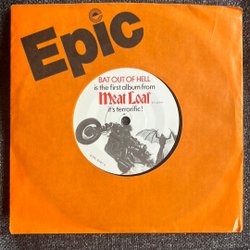 Epic
BAT OUT OF HELL
is the first album from
Meat Loaf
it's terrorific!